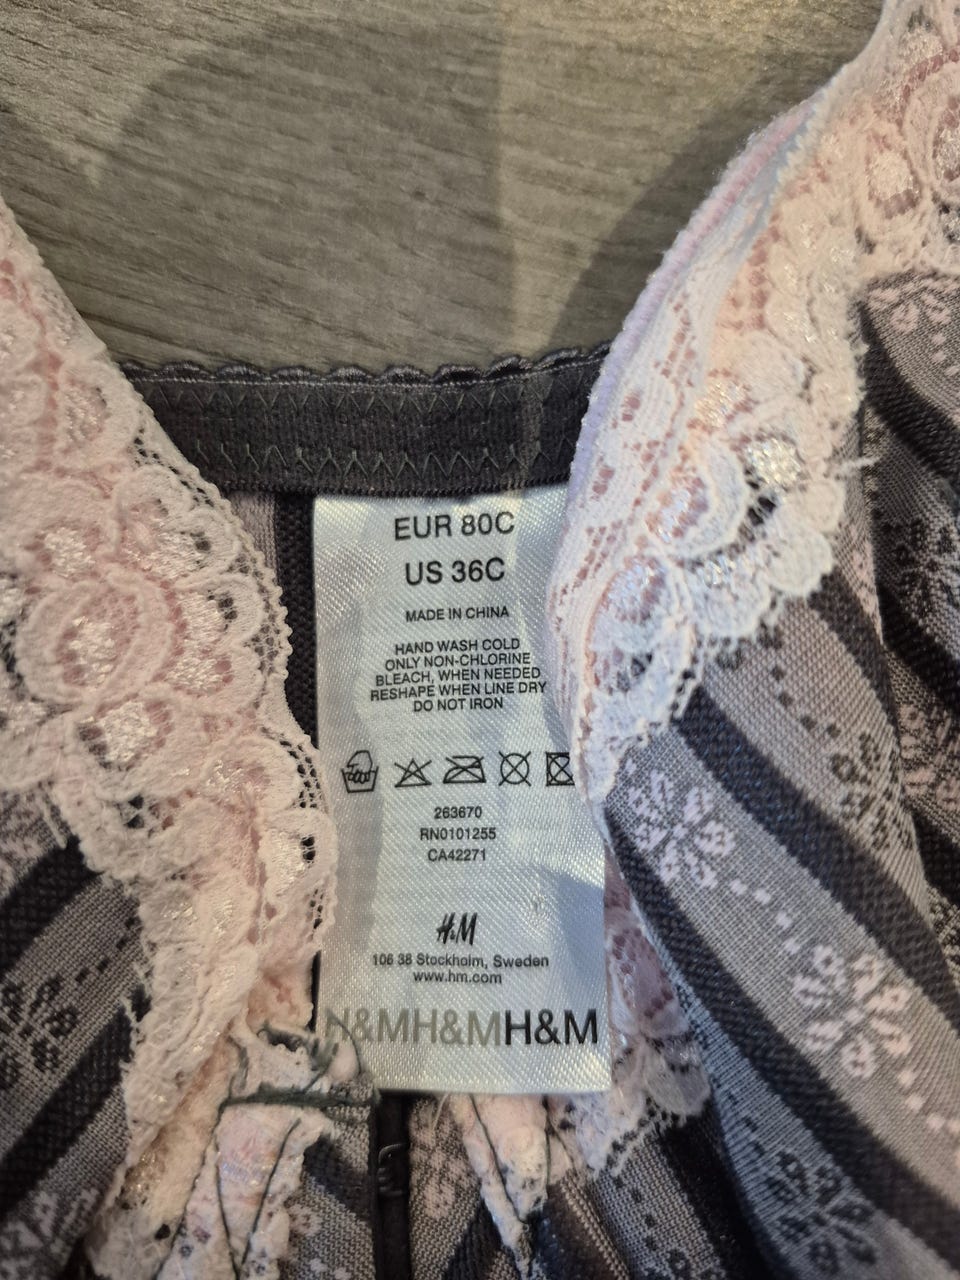 EUR 80C
US 36C
MADE IN CHINA
HAND WASH COLD
ONLY NON-CHLORINE
BLEACH, WHEN NEEDED
RESHAPE WHEN LINE DRY
DO NOT IRON
263670
RN0101255
CA42271
H&M
106 38 Stockholm, Sweden
www.hm.com
H&MH&MH&M